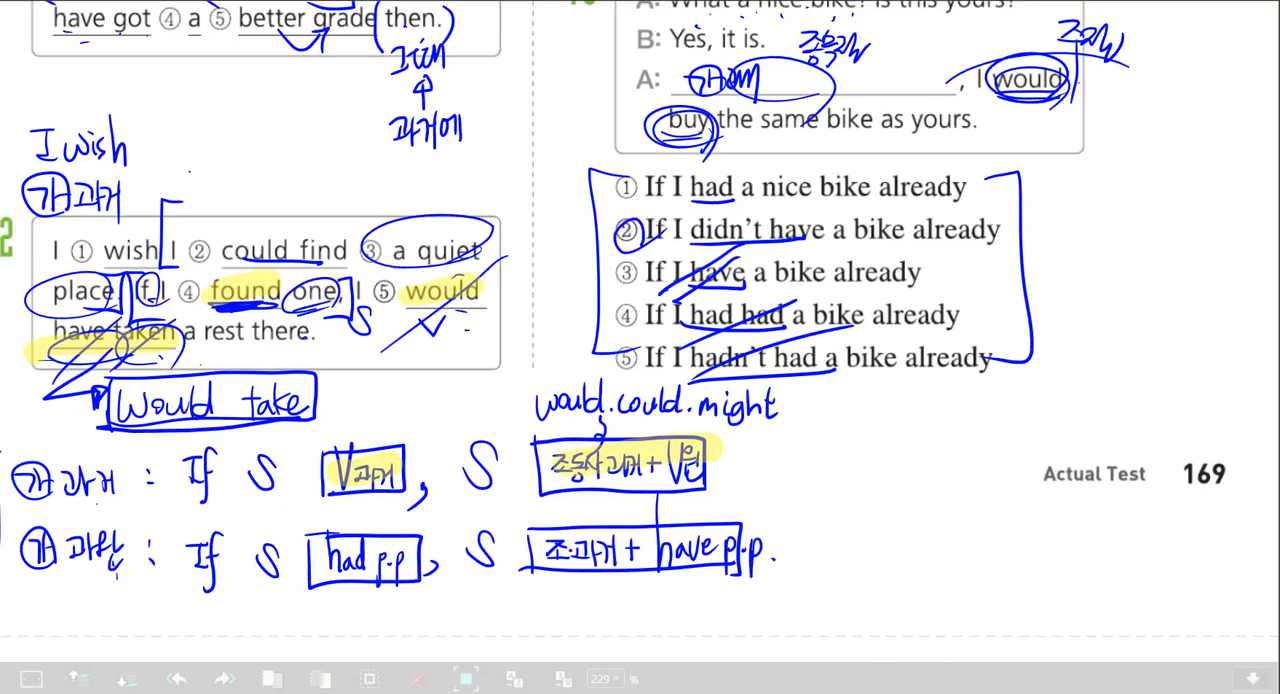 have got ④ a ⑤ better grade then.
그때
과거에
I wish
가 과거
2
I ① wish I ② could find ③ a quiet
place. If I ④ found one, I ⑤ would
have taken a rest there.
S
V
Would take
A: What a nice bike! Is this yours?
B: Yes, it is.
A: , I would
buy the same bike as yours.
① If I had a nice bike already
② If I didn't have a bike already
③ If I have a bike already
④ If I had had a bike already
⑤ If I hadn't had a bike already
would. could. might
가 과거 : If S V과거, S 조동사 과거 + V원
가 과완 : If S had p.p, S 조.과거 + have p.p.
Actual Test 169
229 %